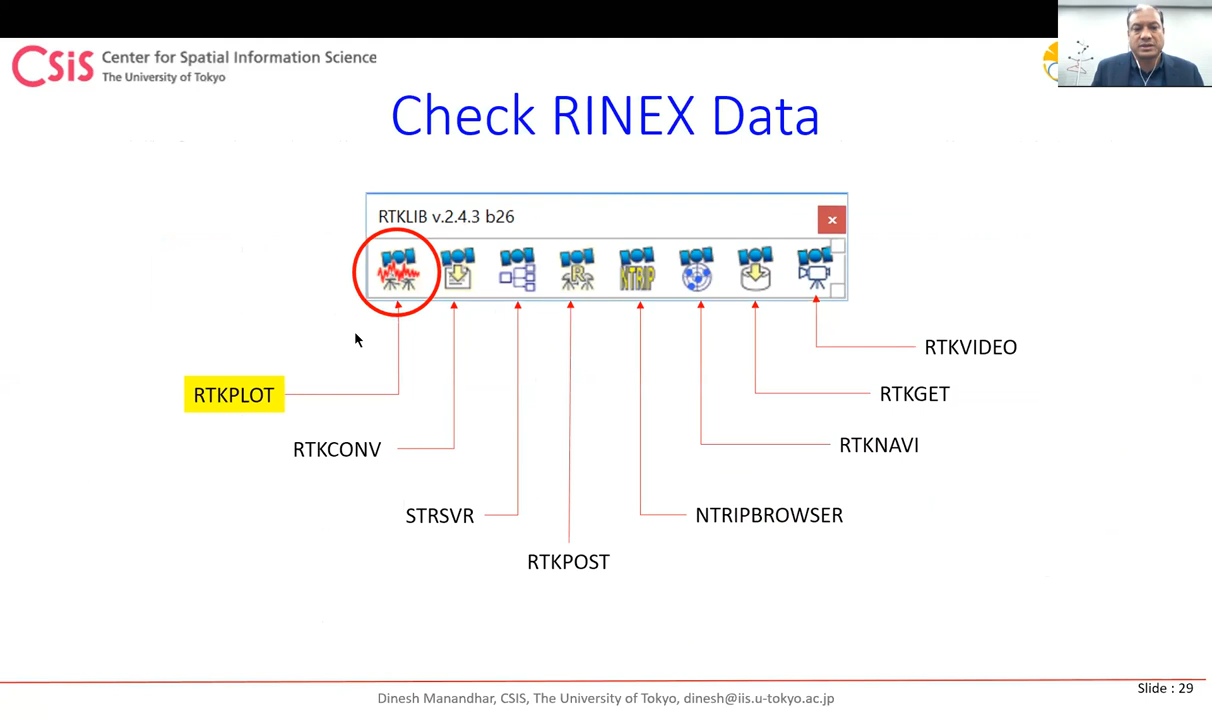 CSiS Center for Spatial Information Science
The University of Tokyo
Check RINEX Data
RTKLIB v.2.4.3 b26
R
NTRIP
RTKVIDEO
RTKPLOT
RTKGET
RTKCONV
RTKNAVI
STRSVR
NTRIPBROWSER
RTKPOST
Slide : 29
Dinesh Manandhar, CSIS, The University of Tokyo, dinesh@iis.u-tokyo.ac.jp